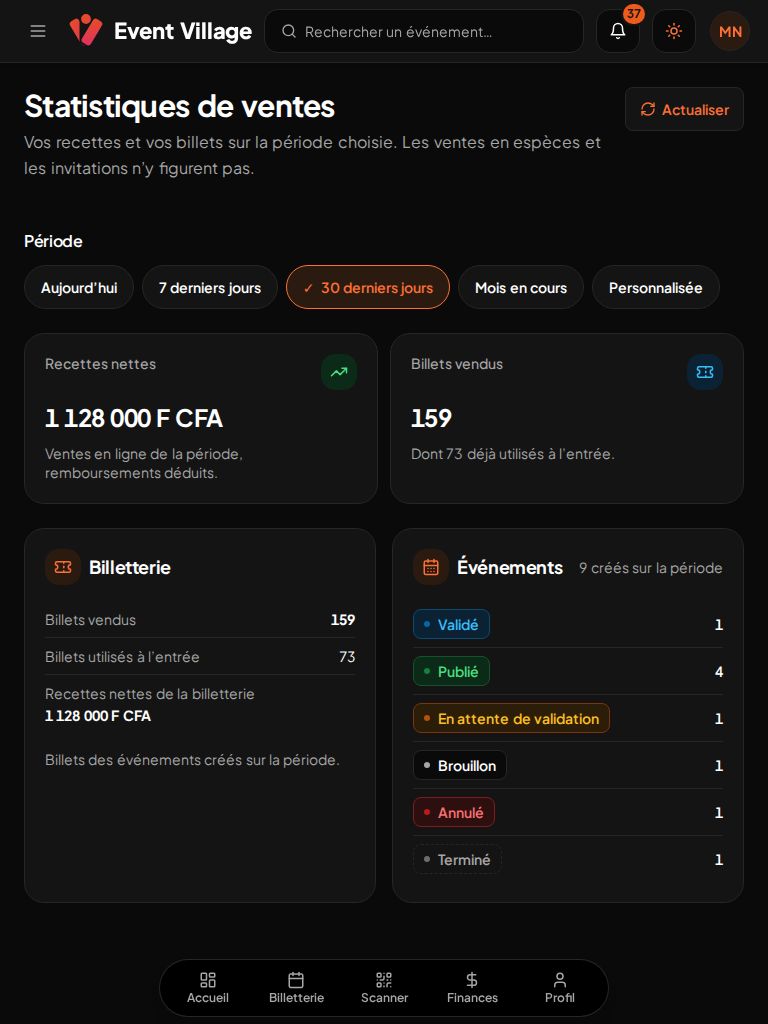 Event Village
Rechercher un événement...
37
MN
Statistiques de ventes
Actualiser
Vos recettes et vos billets sur la période choisie. Les ventes en espèces et
les invitations n'y figurent pas.
Période
Aujourd'hui
7 derniers jours
✓ 30 derniers jours
Mois en cours
Personnalisée
Recettes nettes
1 128 000 F CFA
Ventes en ligne de la période,
remboursements déduits.
Billets vendus
159
Dont 73 déjà utilisés à l'entrée.
Billetterie
Billets vendus 159
Billets utilisés à l'entrée 73
Recettes nettes de la billetterie
1 128 000 F CFA
Billets des événements créés sur la période.
Événements 9 créés sur la période
Validé 1
Publié 4
En attente de validation 1
Brouillon 1
Annulé 1
Terminé 1
Accueil
Billetterie
Scanner
Finances
Profil